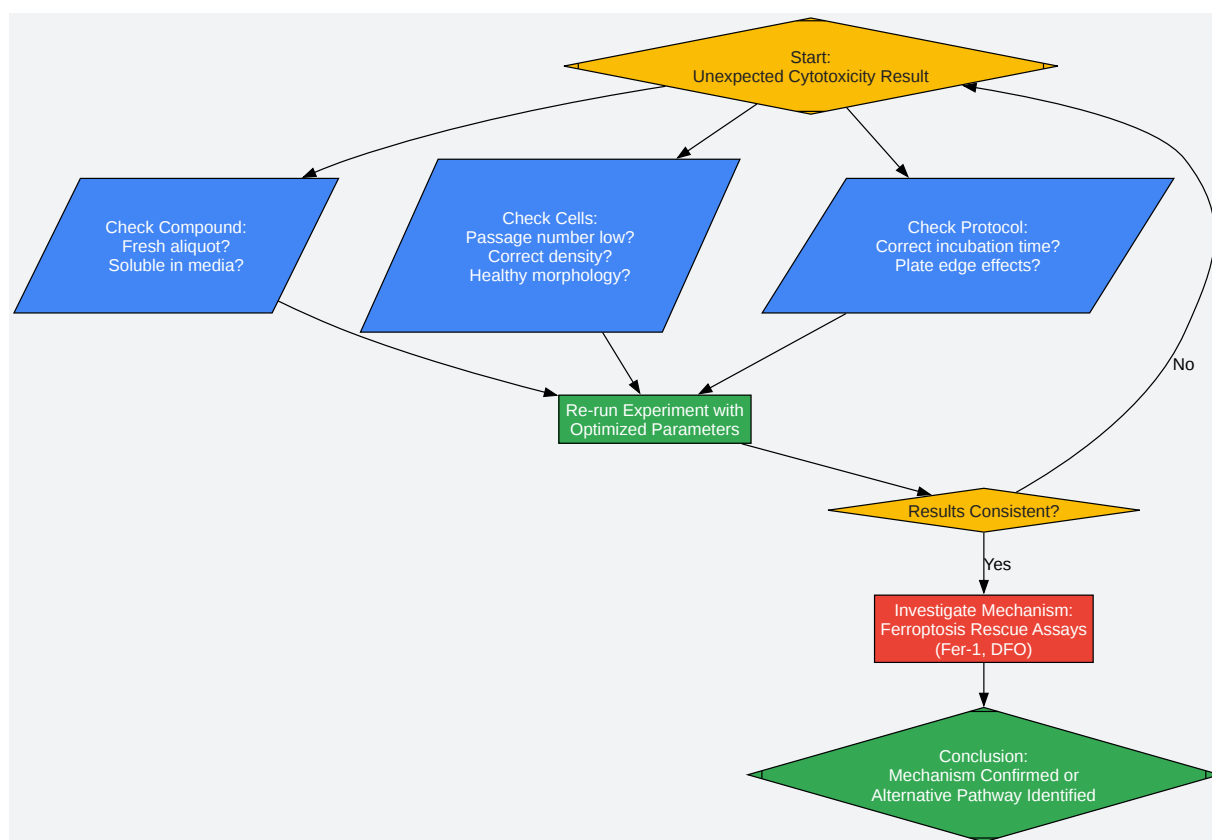 Start:
Unexpected Cytotoxicity Result
Check Compound:
Fresh aliquot?
Soluble in media?
Check Cells:
Passage number low?
Correct density?
Healthy morphology?
Check Protocol:
Correct incubation time?
Plate edge effects?
Re-run Experiment with
Optimized Parameters
No
Results Consistent?
Yes
Investigate Mechanism:
Ferroptosis Rescue Assays
(Fer-1, DFO)
Conclusion:
Mechanism Confirmed or
Alternative Pathway Identified